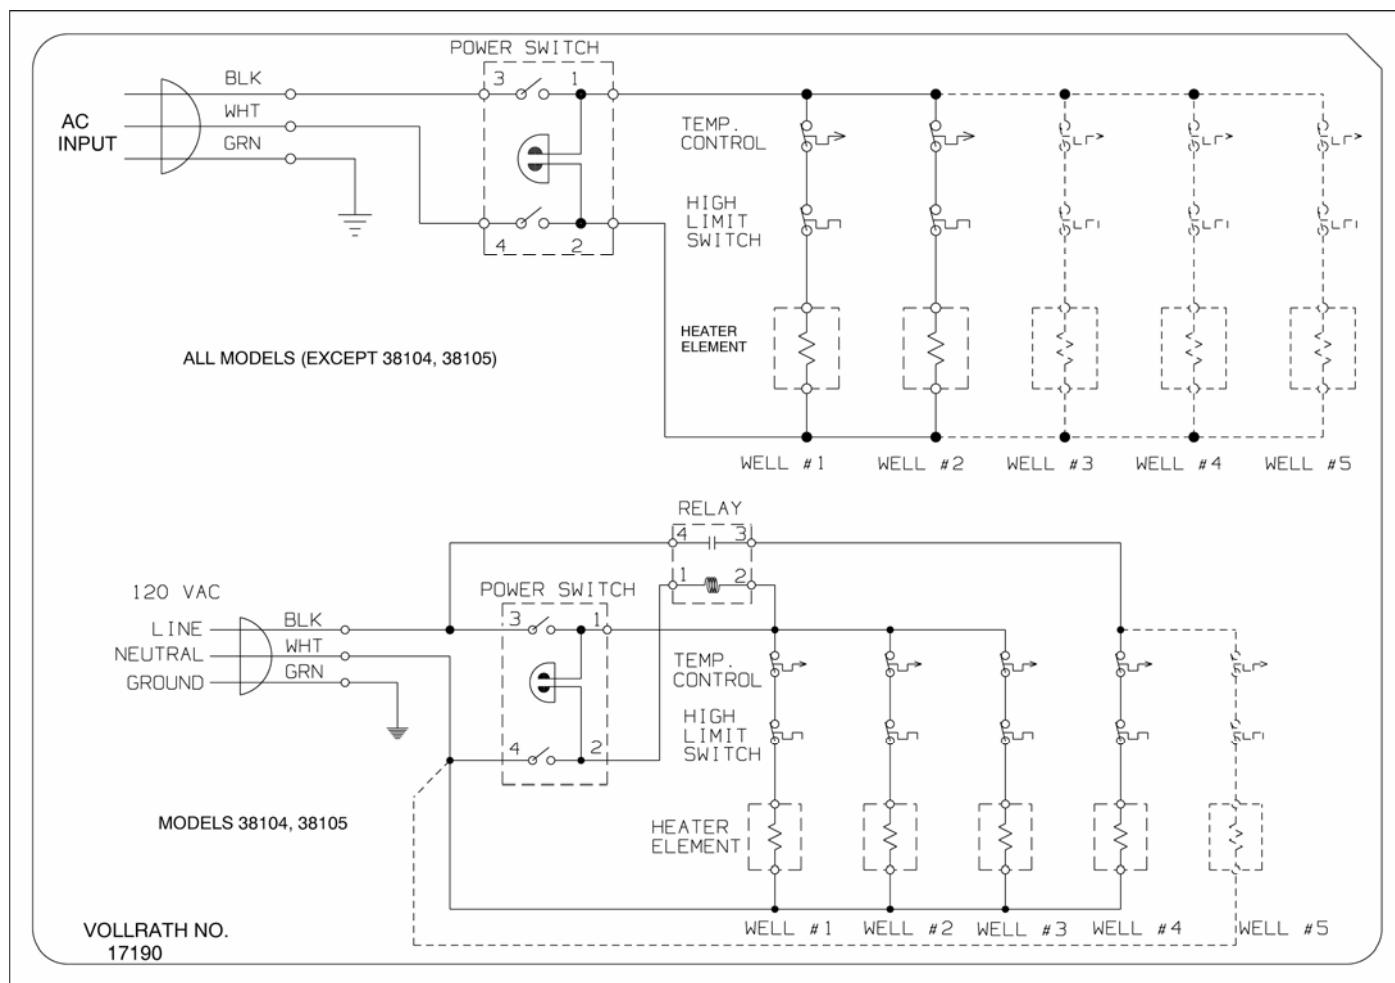 POWER SWITCH
3 1
BLK
WHT
GRN
AC
INPUT
4 2
TEMP.
CONTROL
HIGH
LIMIT
SWITCH
HEATER
ELEMENT
ALL MODELS (EXCEPT 38104, 38105)
WELL #1 WELL #2 WELL #3 WELL #4 WELL #5
RELAY
4 3
1 2
120 VAC
POWER SWITCH
3 1
LINE BLK
NEUTRAL WHT
GROUND GRN
4 2
TEMP.
CONTROL
HIGH
LIMIT
SWITCH
HEATER
ELEMENT
MODELS 38104, 38105
WELL #1 WELL #2 WELL #3 WELL #4 WELL #5
VOLLRATH NO.
17190